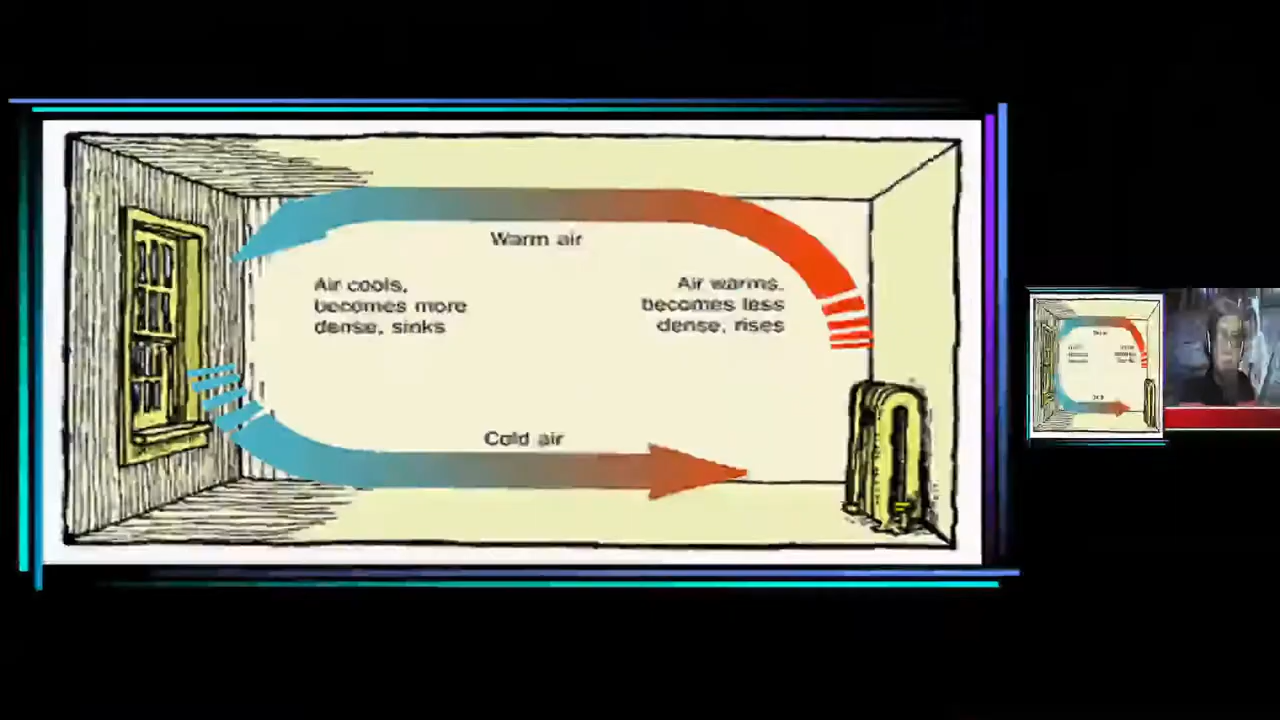 Warm air
Air cools,
becomes more
dense, sinks
Air warms,
becomes less
dense, rises
Cold air